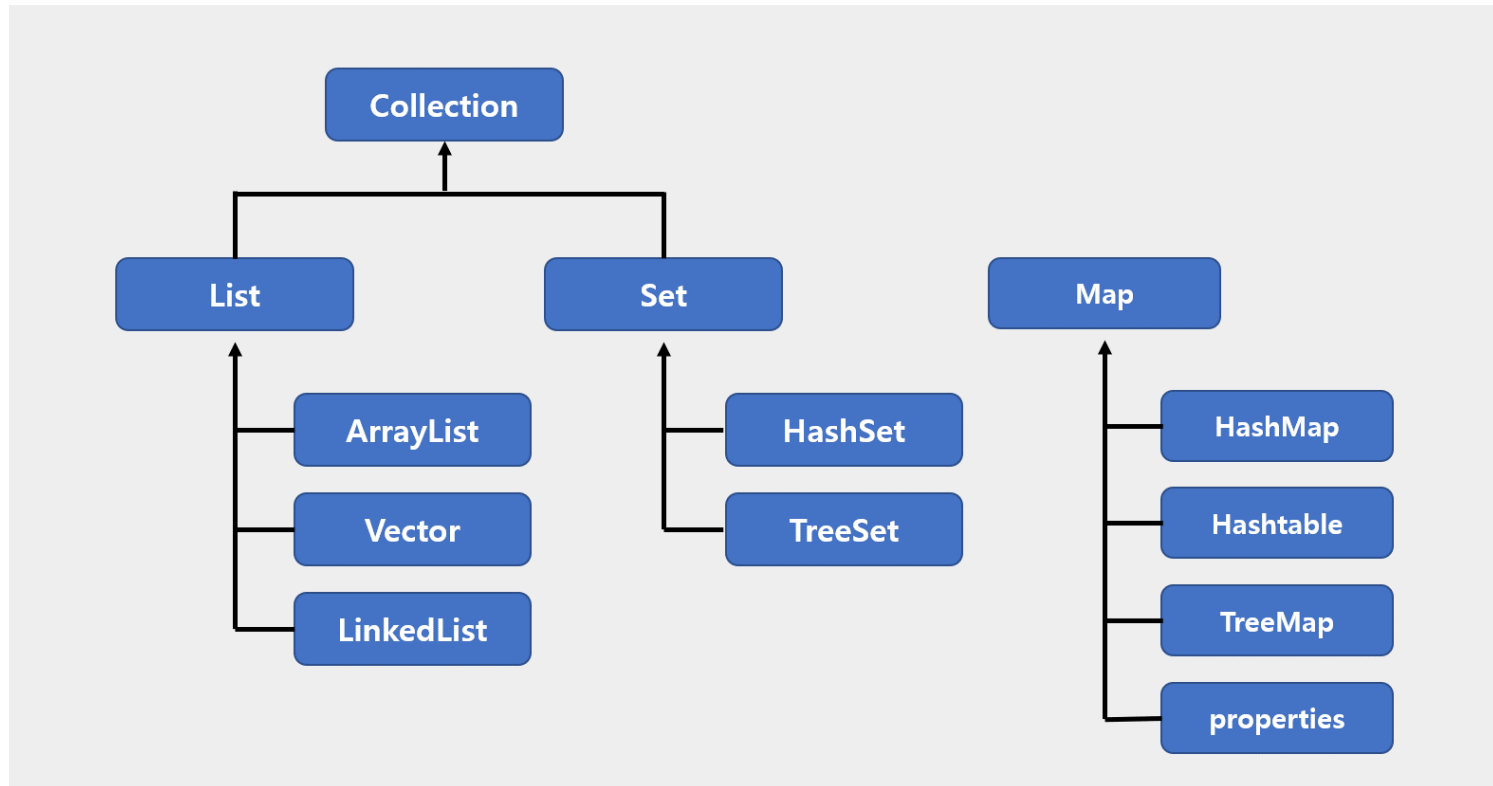 Collection
List
Set
Map
ArrayList
Vector
LinkedList
HashSet
TreeSet
HashMap
Hashtable
TreeMap
properties